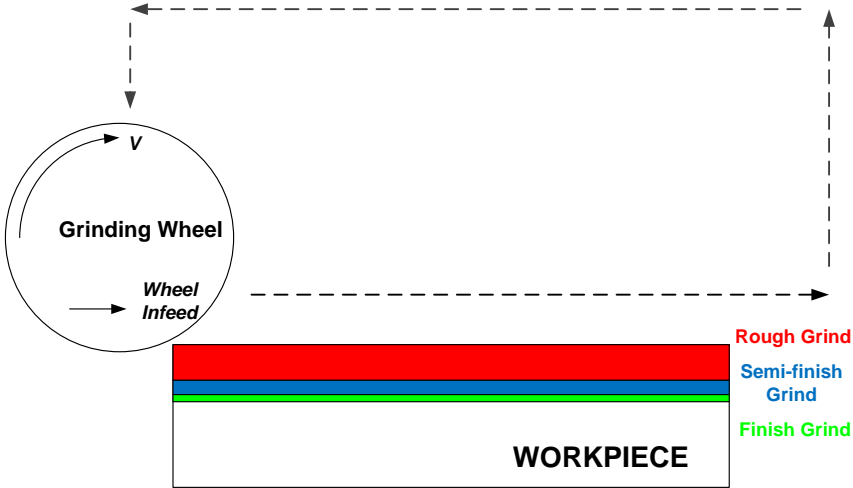 V
Grinding Wheel
Wheel
Infeed
Rough Grind
Semi-finish
Grind
Finish Grind
WORKPIECE